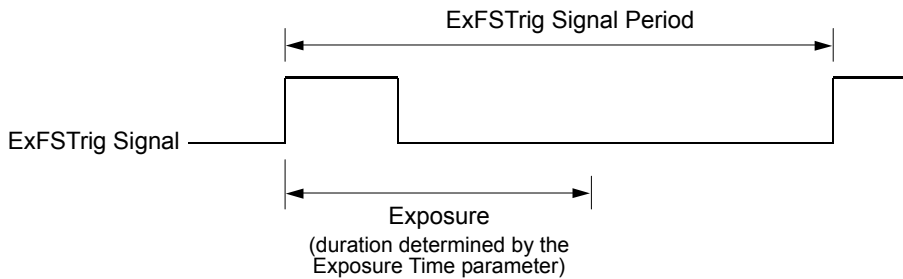 ExFSTrig Signal Period
ExFSTrig Signal
Exposure
(duration determined by the
Exposure Time parameter)